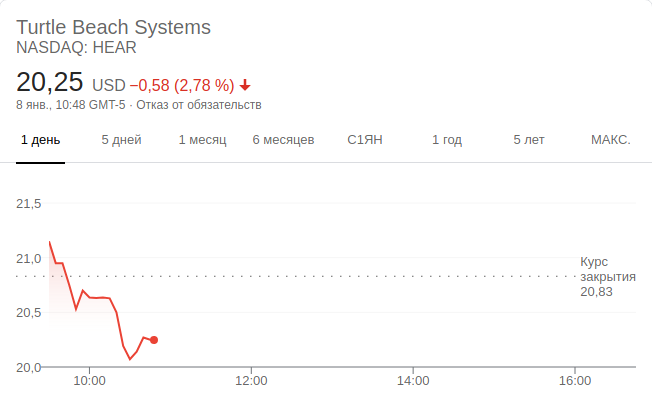 Turtle Beach Systems
NASDAQ: HEAR
20,25 USD −0,58 (2,78 %)
8 янв., 10:48 GMT-5 · Отказ от обязательств
1 день 5 дней 1 месяц 6 месяцев С1ЯН 1 год 5 лет МАКС.
21,5
21,0
Курс
закрытия
20,83
20,5
20,0
10:00 12:00 14:00 16:00